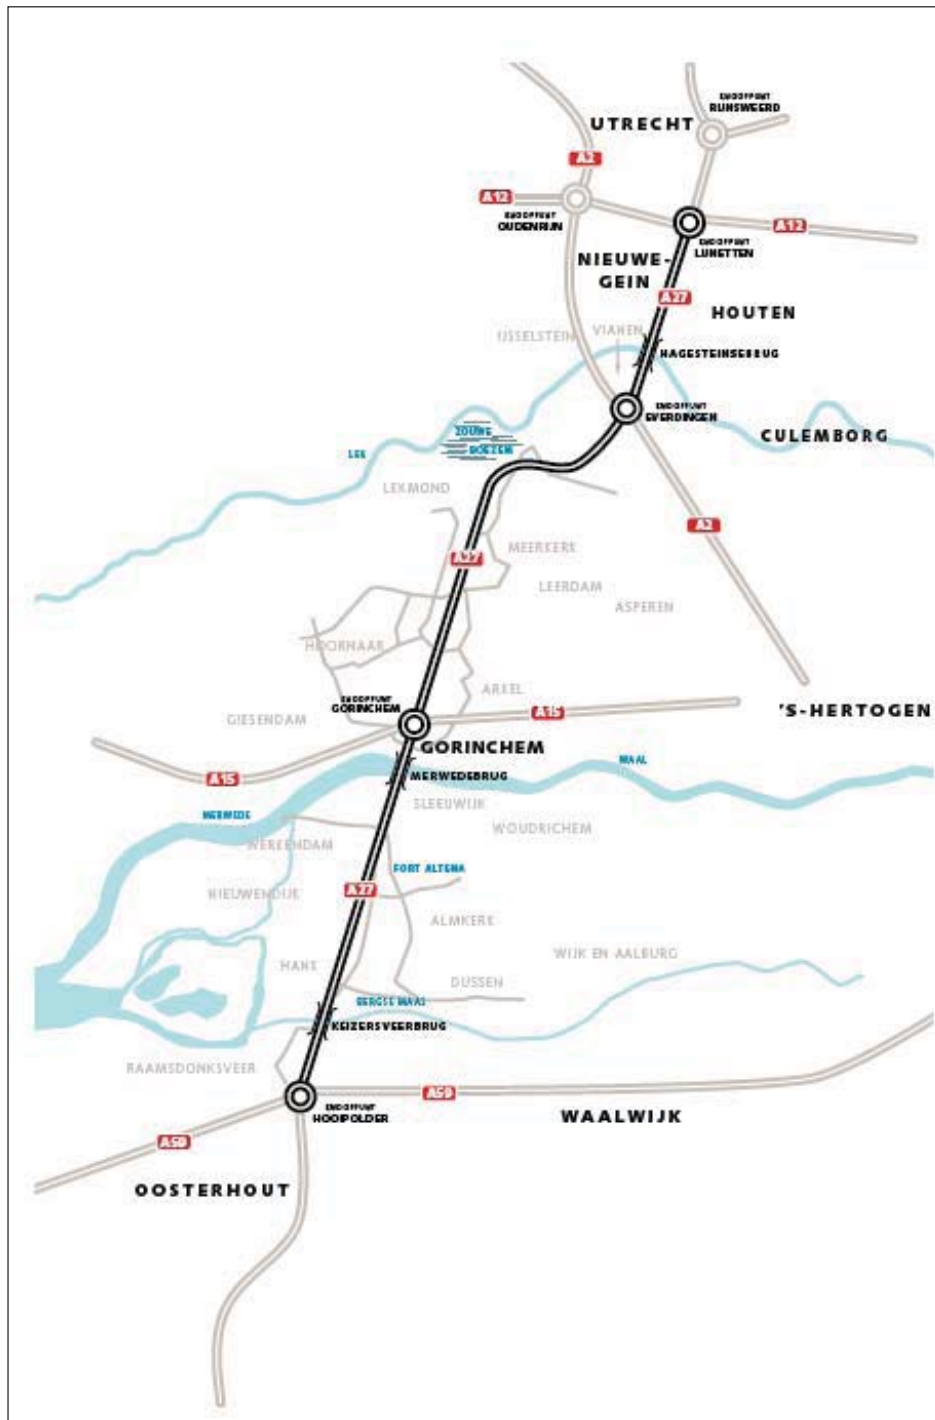 KNOOPPUNT
RIJNSWEERD
UTRECHT
A2
A12
KNOOPPUNT
OUDENRIJN
A12
KNOOPPUNT
LUNETTEN
NIEUWE-
GEIN
A27
HOUTEN
VIANEN
IJSSELSTEIN
HAGESTEINSEBRUG
KNOOPPUNT
EVERDINGEN
CULEMBORG
ZOUWE
BOEZEM
LEK
LEKMOND
A2
MEERKERK
A27
LEERDAM
ASPEREN
HOORNAAR
ARKEL
KNOOPPUNT
GORINCHEM
'S-HERTOGEN
A15
GIESENDAM
GORINCHEM
WAAL
A15
MERWEDEBRUG
SLEEUWIJK
MERWEDE
WOUDRICHEM
WERKENDAM
FORT ALTENA
A27
NIEUWENDIJK
ALMKERK
WIJK EN AALBURG
HANK
DUSSEN
BERGSE MAAS
KEIZERSVEERBRUG
RAAMSDONKSVEER
A59
KNOOPPUNT
HOOIPOLDER
WAALWIJK
A59
OOSTERHOUT